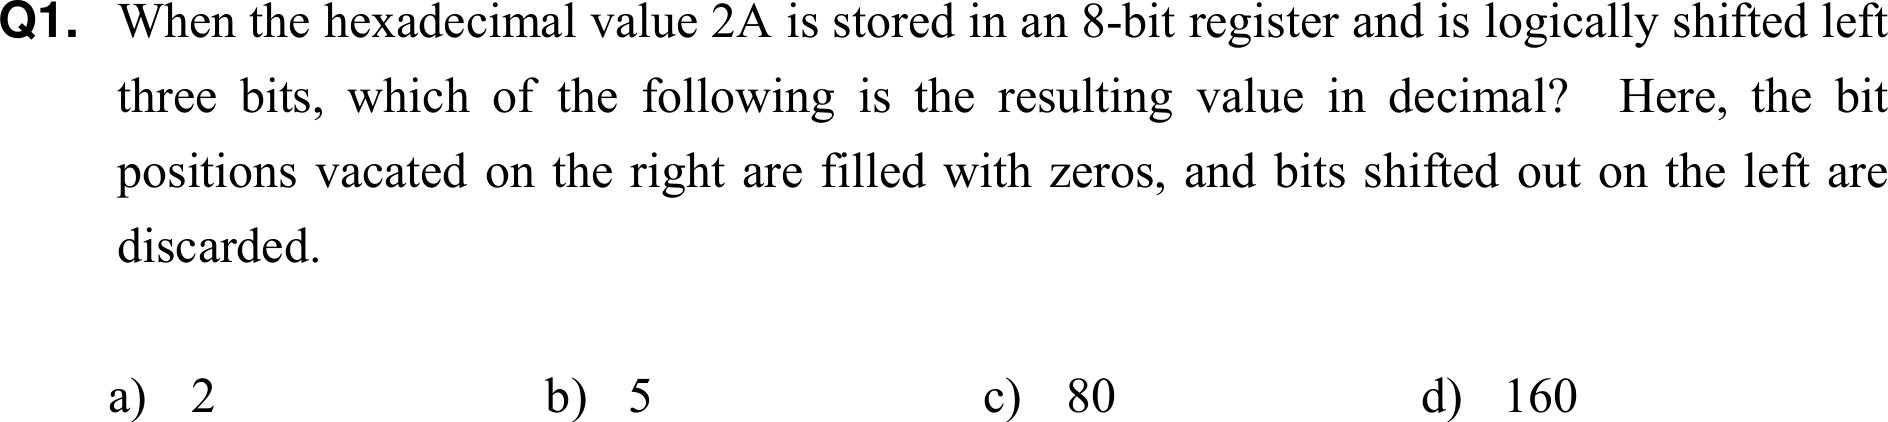 Q1. When the hexadecimal value 2A is stored in an 8-bit register and is logically shifted left
three bits, which of the following is the resulting value in decimal? Here, the bit
positions vacated on the right are filled with zeros, and bits shifted out on the left are
discarded.
a) 2 b) 5 c) 80 d) 160